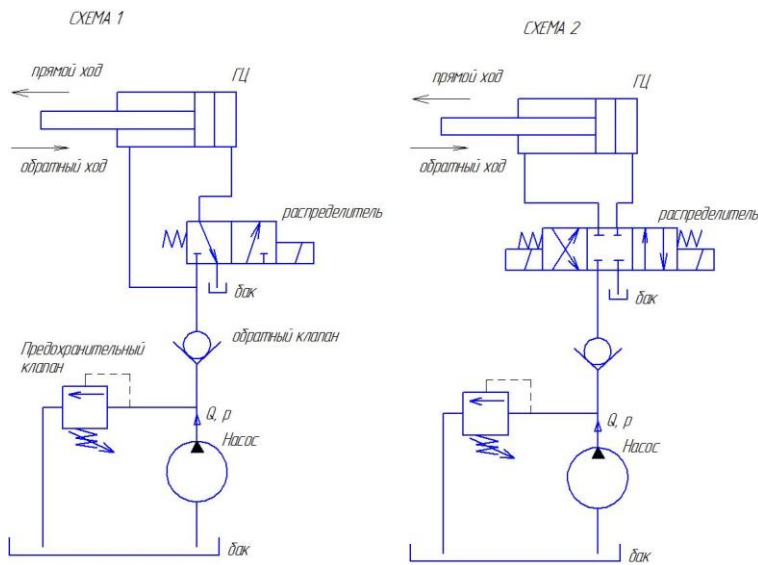 СХЕМА 1
прямой ход
ГЦ
обратный ход
распределитель
бак
обратный клапан
Предохранительный
клапан
Q, p
Насос
бак
СХЕМА 2
прямой ход
ГЦ
обратный ход
распределитель
бак
Q, p
Насос
бак